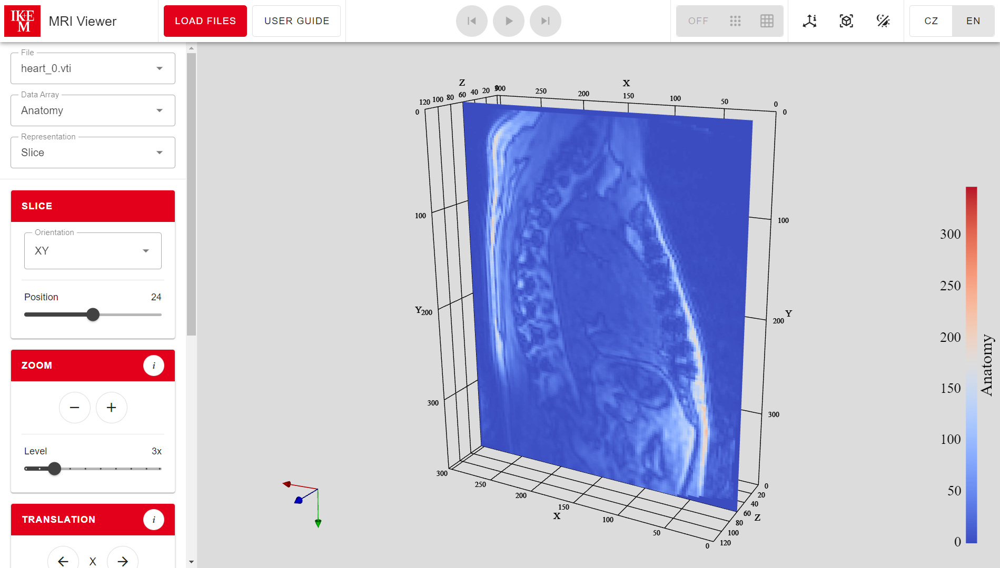 IKEM
MRI Viewer
LOAD FILES
USER GUIDE
OFF
CZ
EN
File
heart_0.vti
Data Array
Anatomy
Representation
Slice
SLICE
Orientation
XY
Position 24
ZOOM i
Level 3x
TRANSLATION i
X
Z
X
120 100 80 60 40 20
250 200 150 100 50 0
0
0
100
100
Y 200
200 Y
300
300
300
250
200
150
100
50
0
X
0
20
40
60
80
100
120
Z
300
250
200
150
100
50
0
Anatomy